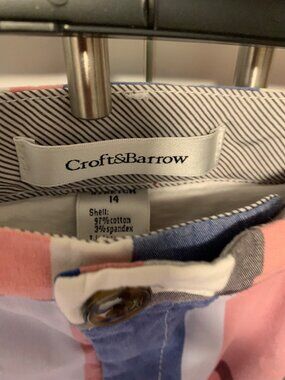 Croft&Barrow
14
Shell:
97%cotton
3%spandex